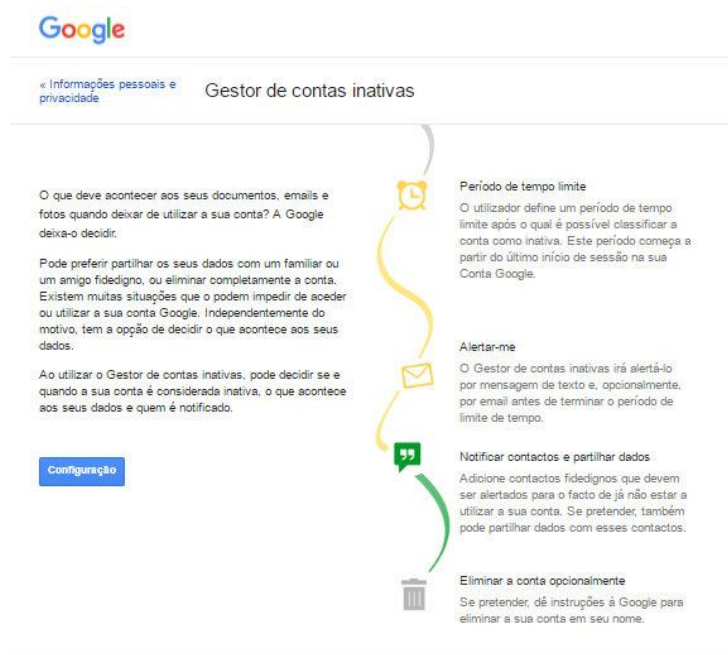 Google
« Informações pessoais e
privacidade
Gestor de contas inativas
O que deve acontecer aos seus documentos, emails e
fotos quando deixar de utilizar a sua conta? A Google
deixa-o decidir.
Pode preferir partilhar os seus dados com um familiar ou
um amigo fidedigno, ou eliminar completamente a conta.
Existem muitas situações que o podem impedir de aceder
ou utilizar a sua conta Google. Independentemente do
motivo, tem a opção de decidir o que acontece aos seus
dados.
Ao utilizar o Gestor de contas inativas, pode decidir se e
quando a sua conta é considerada inativa, o que acontece
aos seus dados e quem é notificado.
Configuração
Período de tempo limite
O utilizador define um período de tempo
limite após o qual é possível classificar a
conta como inativa. Este período começa a
partir do último início de sessão na sua
Conta Google.
Alertar-me
O Gestor de contas inativas irá alertá-lo
por mensagem de texto e, opcionalmente,
por email antes de terminar o período de
limite de tempo.
Notificar contactos e partilhar dados
Adicione contactos fidedignos que devem
ser alertados para o facto de já não estar a
utilizar a sua conta. Se pretender, também
pode partilhar dados com esses contactos.
Eliminar a conta opcionalmente
Se pretender, dê instruções à Google para
eliminar a sua conta em seu nome.